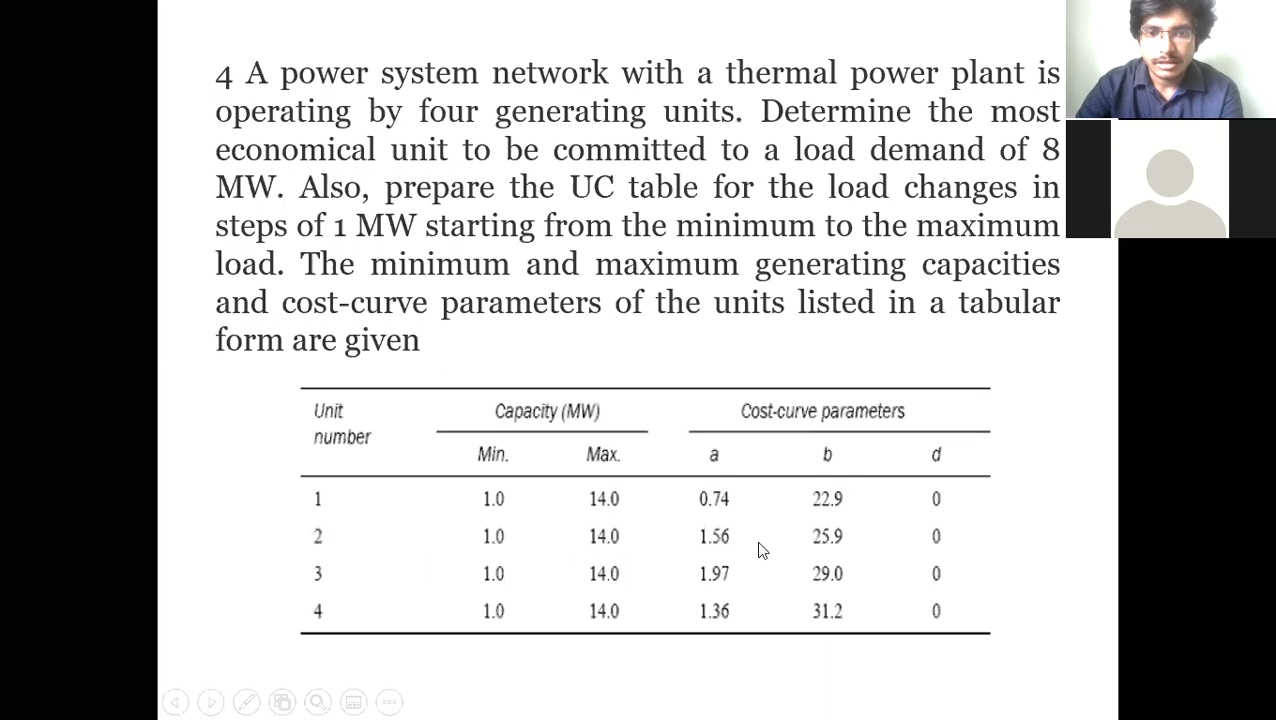 4 A power system network with a thermal power plant is
operating by four generating units. Determine the most
economical unit to be committed to a load demand of 8
MW. Also, prepare the UC table for the load changes in
steps of 1 MW starting from the minimum to the maximum
load. The minimum and maximum generating capacities
and cost-curve parameters of the units listed in a tabular
form are given
Unit number Capacity (MW) Cost-curve parameters
Min. Max. a b d
1 1.0 14.0 0.74 22.9 0
2 1.0 14.0 1.56 25.9 0
3 1.0 14.0 1.97 29.0 0
4 1.0 14.0 1.36 31.2 0